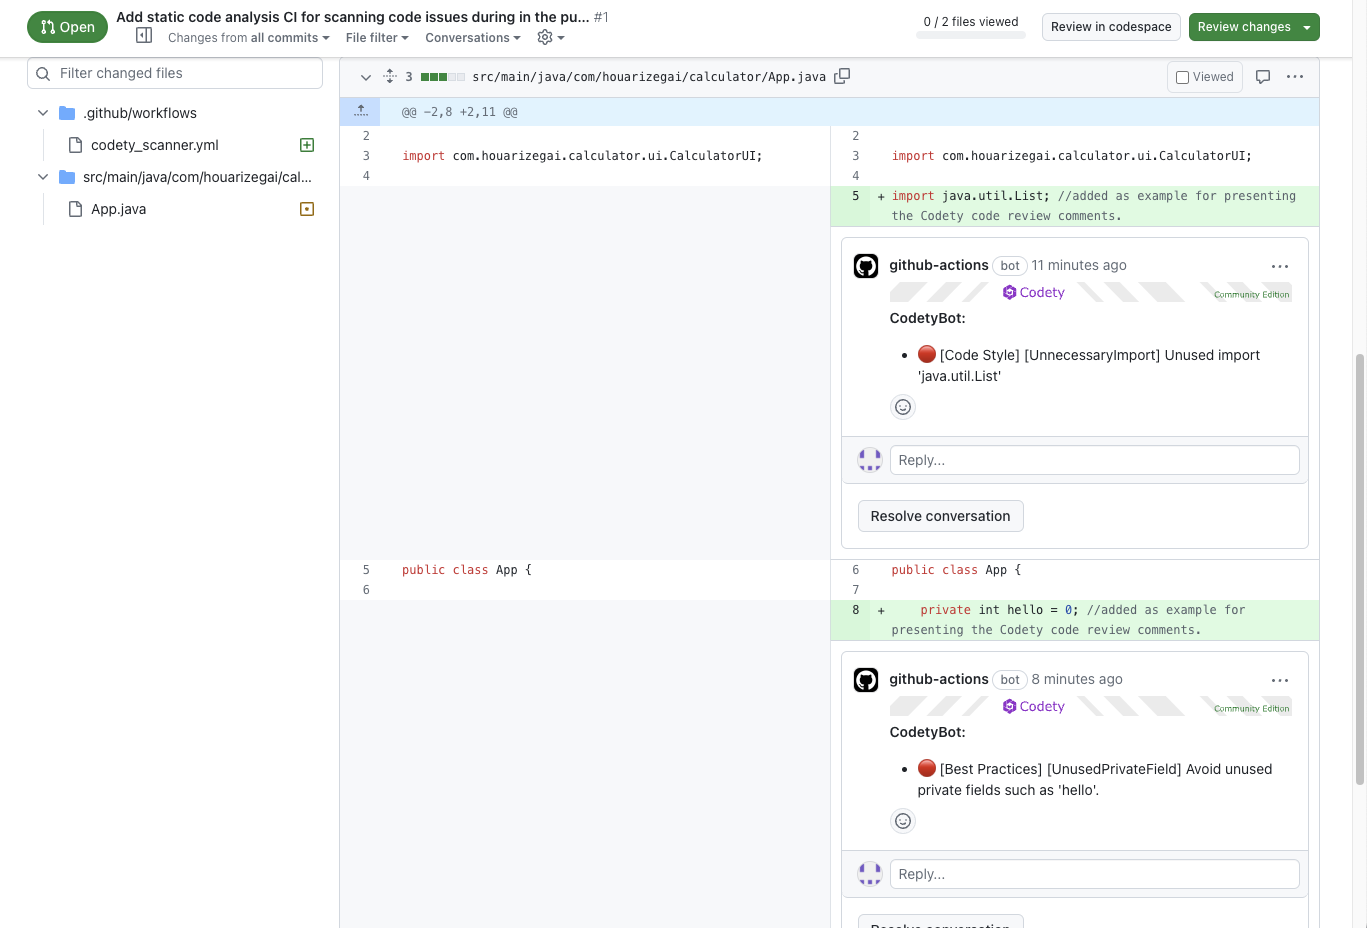 Open
Add static code analysis CI for scanning code issues during in the pu... #1
Changes from all commits
File filter
Conversations
0 / 2 files viewed
Review in codespace
Review changes
Filter changed files
.github/workflows
codety_scanner.yml
src/main/java/com/houarizegai/cal...
App.java
3 src/main/java/com/houarizegai/calculator/App.java
Viewed
@@ -2,8 +2,11 @@
2
3 import com.houarizegai.calculator.ui.CalculatorUI;
4
2
3 import com.houarizegai.calculator.ui.CalculatorUI;
4
5 + import java.util.List; //added as example for presenting
the Codety code review comments.
github-actions bot 11 minutes ago
Codety
Community Edition
CodetyBot:
• [Code Style] [UnnecessaryImport] Unused import
'java.util.List'
Reply...
Resolve conversation
5 public class App {
6
6 public class App {
7
8 + private int hello = 0; //added as example for
presenting the Codety code review comments.
github-actions bot 8 minutes ago
Codety
Community Edition
CodetyBot:
• [Best Practices] [UnusedPrivateField] Avoid unused
private fields such as 'hello'.
Reply...
Resolve conversation